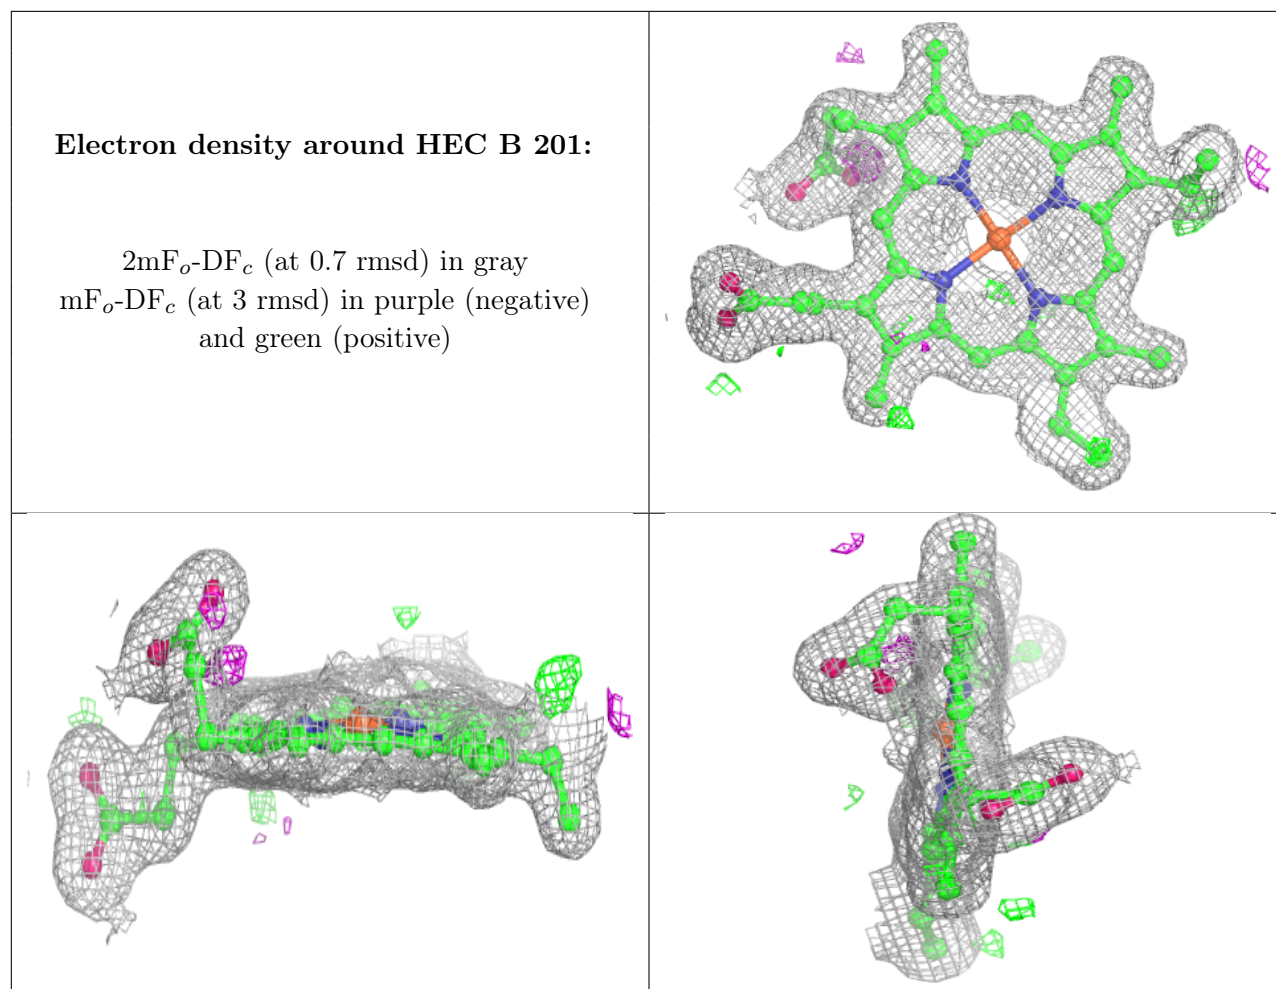 Electron density around HEC B 201:
2mFo-DFc (at 0.7 rmsd) in gray
mFo-DFc (at 3 rmsd) in purple (negative)
and green (positive)